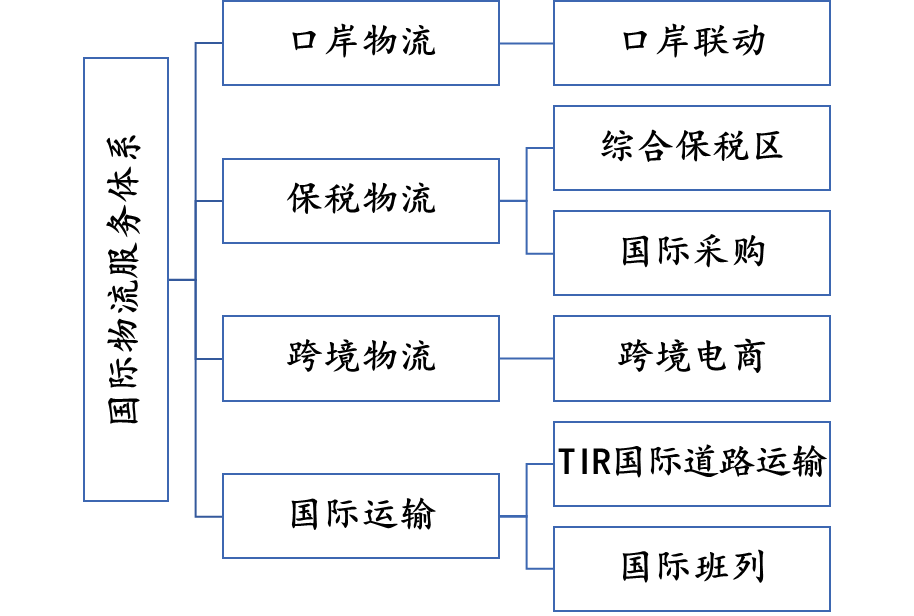 国际物流服务体系
口岸物流
口岸联动
保税物流
综合保税区
国际采购
跨境物流
跨境电商
国际运输
TIR国际道路运输
国际班列